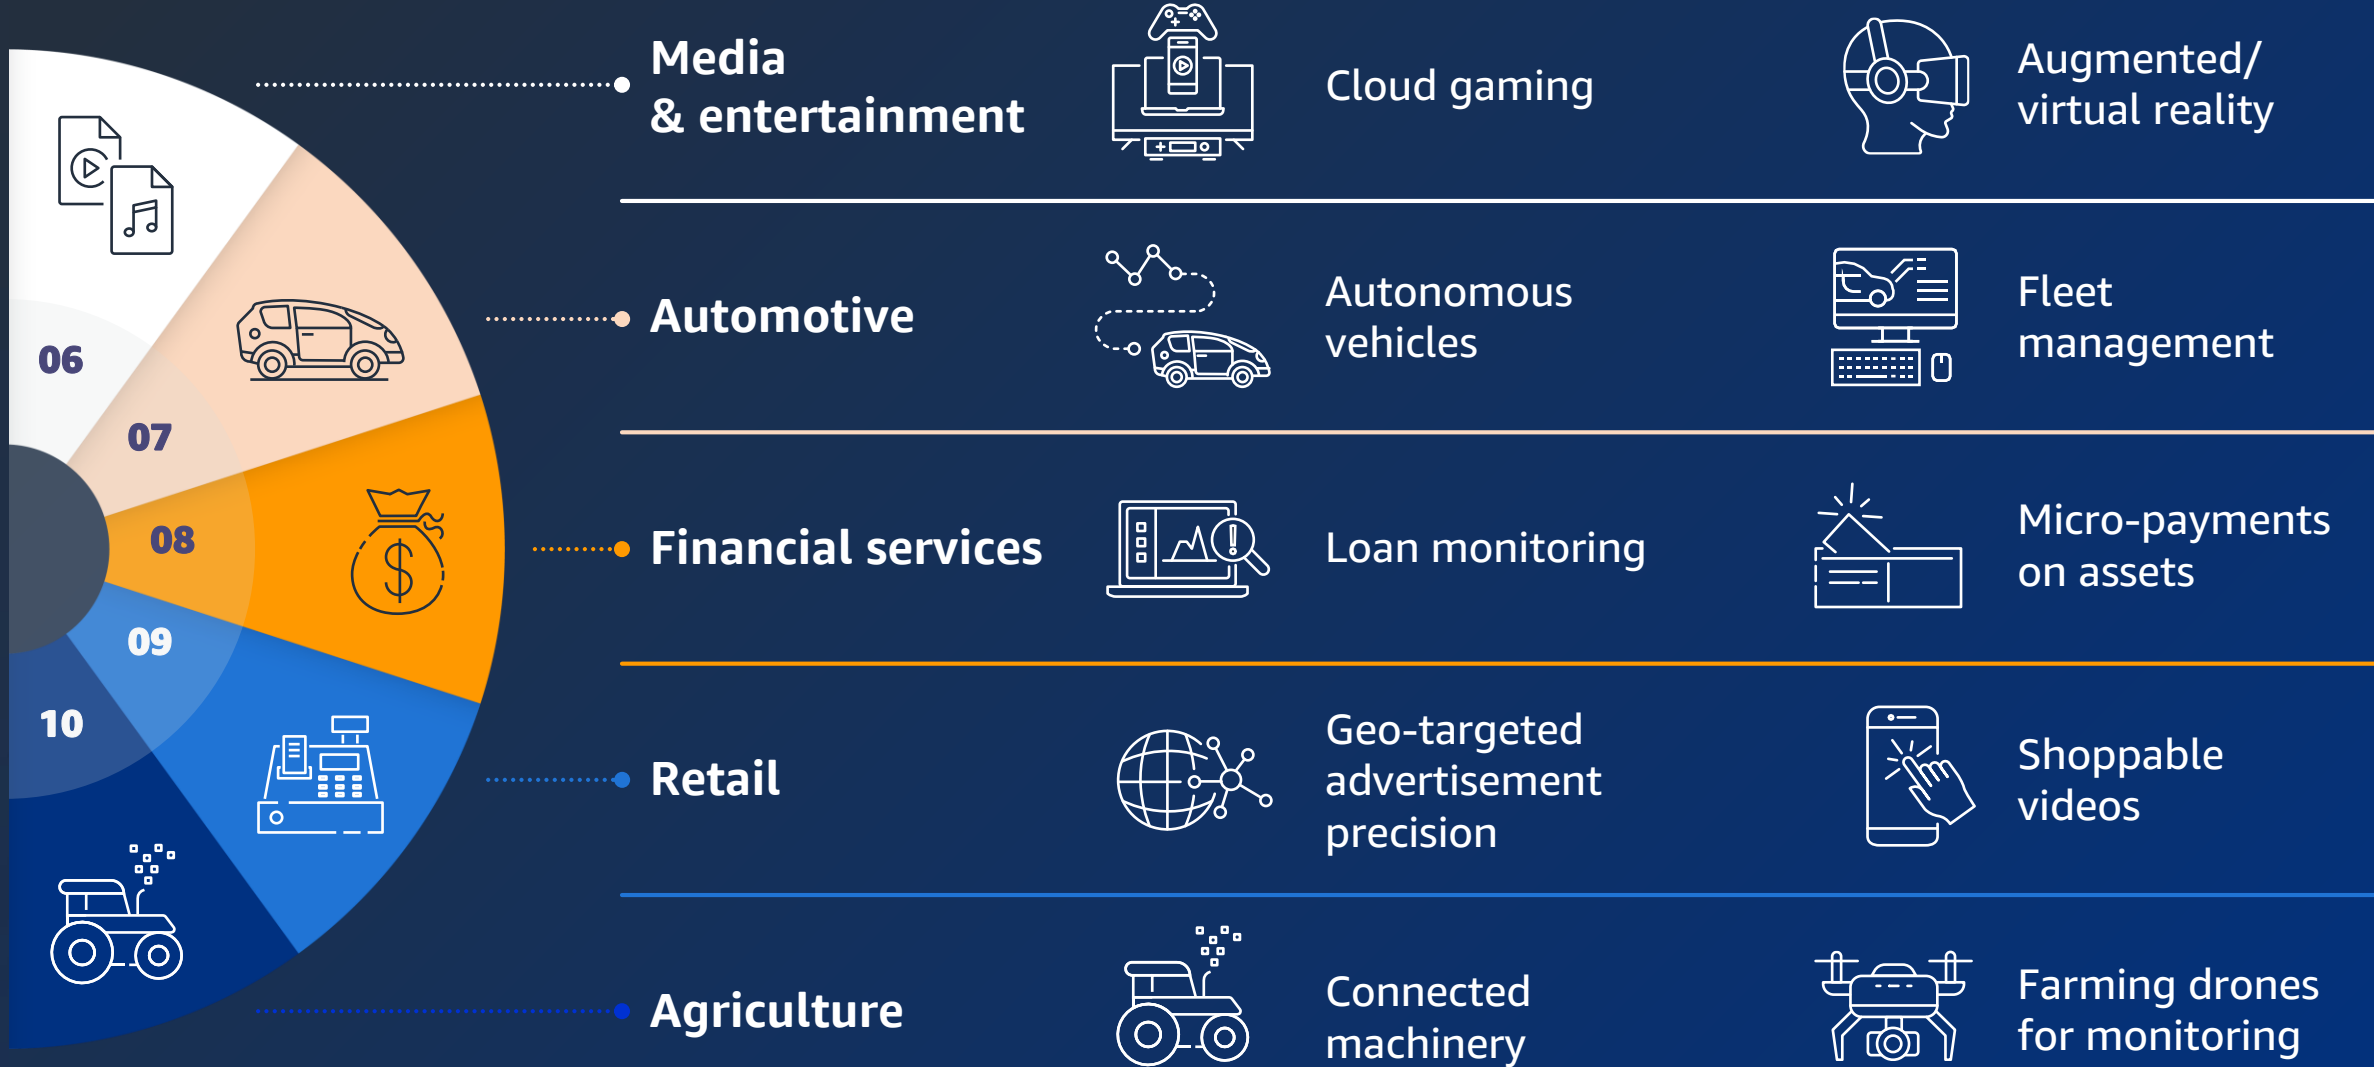 06
Media
& entertainment
Cloud gaming
Augmented/
virtual reality
07
Automotive
Autonomous
vehicles
Fleet
management
08
Financial services
Loan monitoring
Micro-payments
on assets
09
Retail
Geo-targeted
advertisement
precision
Shoppable
videos
10
Agriculture
Connected
machinery
Farming drones
for monitoring